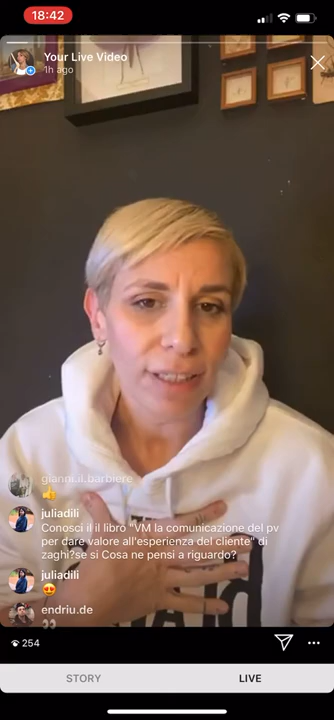 18:42
Your Live Video
1h ago
gianni.il.barbiere
juliadili
Conosci il il libro "VM la comunicazione del pv
per dare valore all'esperienza del cliente" di
zaghi?se si Cosa ne pensi a riguardo?
juliadili
endriu.de
254
STORY
LIVE